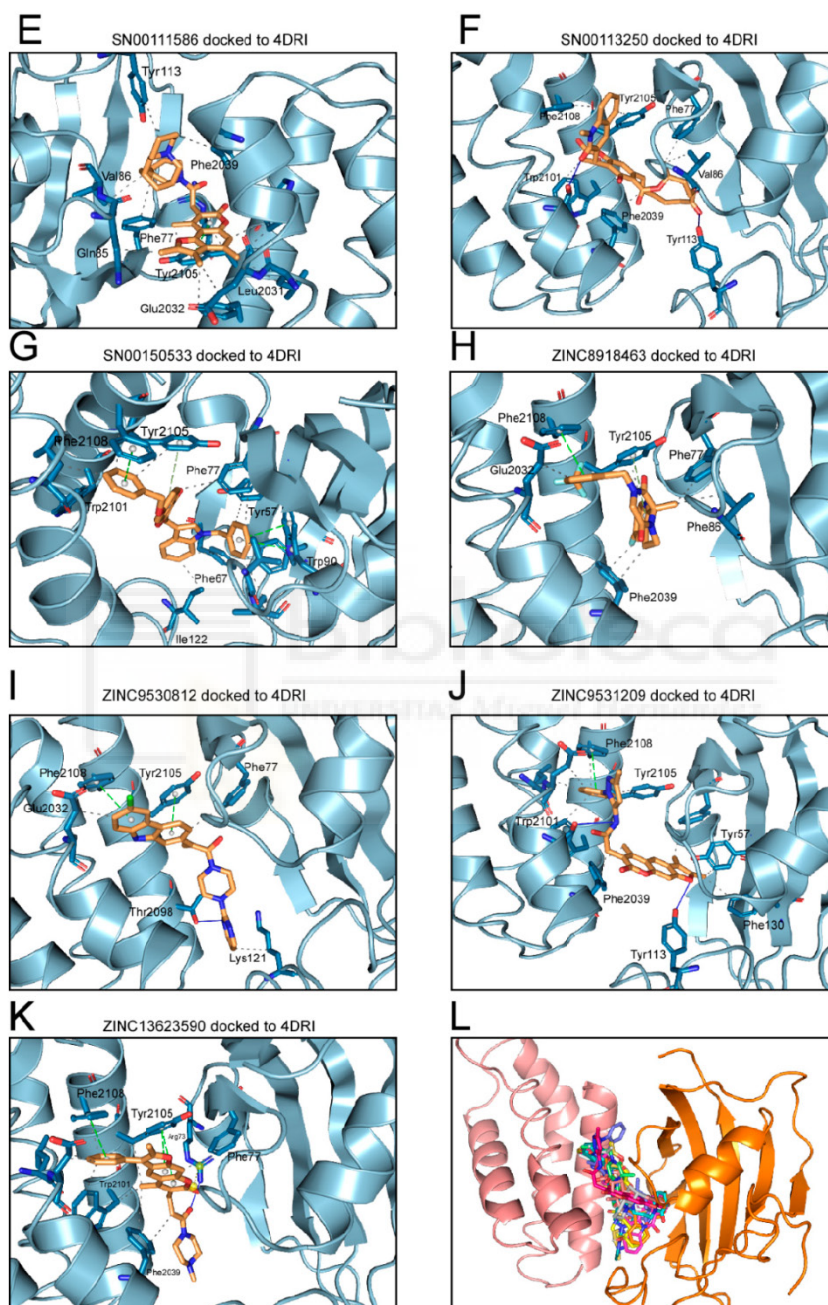 E
SN00111586 docked to 4DRI
Tyr113
Phe2039
Val86
Phe77
Gln85
Tyr2105
Leu2031
Glu2032
F
SN00113250 docked to 4DRI
Tyr2105
Phe77
Phe2108
Val86
Trp2101
Phe2039
Tyr113
G
SN00150533 docked to 4DRI
Phe2108
Tyr2105
Phe77
Trp2101
Tyr57
Phe67
Trp90
Ile122
H
ZINC8918463 docked to 4DRI
Phe2108
Tyr2105
Phe77
Glu2032
Phe86
Phe2039
Biblioteca
UNIVERSITAS Miguel Hernández
I
ZINC9530812 docked to 4DRI
Phe2108
Tyr2105
Phe77
Glu2032
Thr2098
Lys121
J
ZINC9531209 docked to 4DRI
Phe2108
Tyr2105
Trp2101
Tyr57
Phe2039
Phe130
Tyr113
K
ZINC13623590 docked to 4DRI
Phe2108
Tyr2105
Arg73
Phe77
Trp2101
Phe2039
L